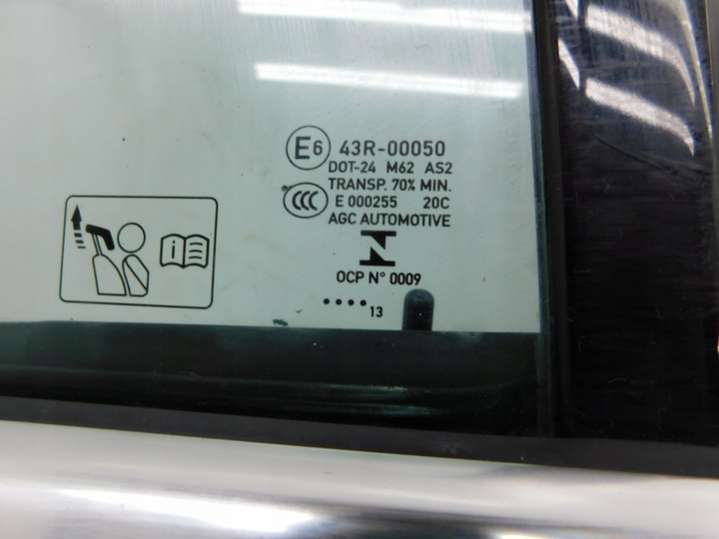 E6 43R-00050
DOT-24 M62 AS2
TRANSP. 70% MIN.
CCC E 000255 20C
AGC AUTOMOTIVE
OCP N° 0009
.... 13
i